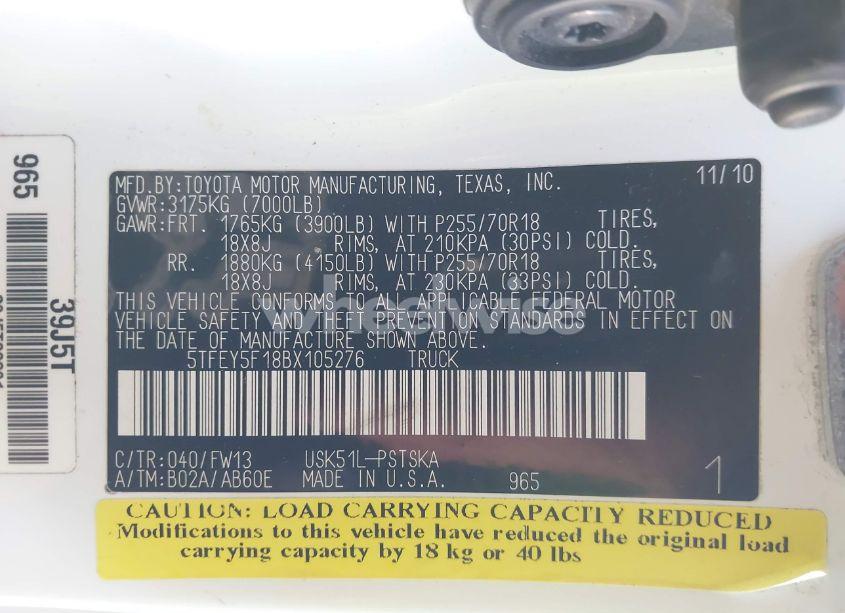 965
39J5T
MFD.BY:TOYOTA MOTOR MANUFACTURING, TEXAS, INC. 11/10
GVWR:3175KG (7000LB)
GAWR:FRT. 1765KG (3900LB) WITH P255/70R18 TIRES,
18X8J RIMS, AT 210KPA (30PSI) COLD.
RR. 1880KG (4150LB) WITH P255/70R18 TIRES,
18X8J RIMS, AT 230KPA (33PSI) COLD.
THIS VEHICLE CONFORMS TO ALL APPLICABLE FEDERAL MOTOR
VEHICLE SAFETY AND THEFT PREVENTION STANDARDS IN EFFECT ON
THE DATE OF MANUFACTURE SHOWN ABOVE.
wheelwise
5TFEY5F18BX105276 TRUCK
C/TR:040/FW13 USK51L-PSTSKA
A/TM:B02A/AB60E MADE IN U.S.A. 965 1
CAUTION: LOAD CARRYING CAPACITY REDUCED
Modifications to this vehicle have reduced the original load
carrying capacity by 18 kg or 40 lbs